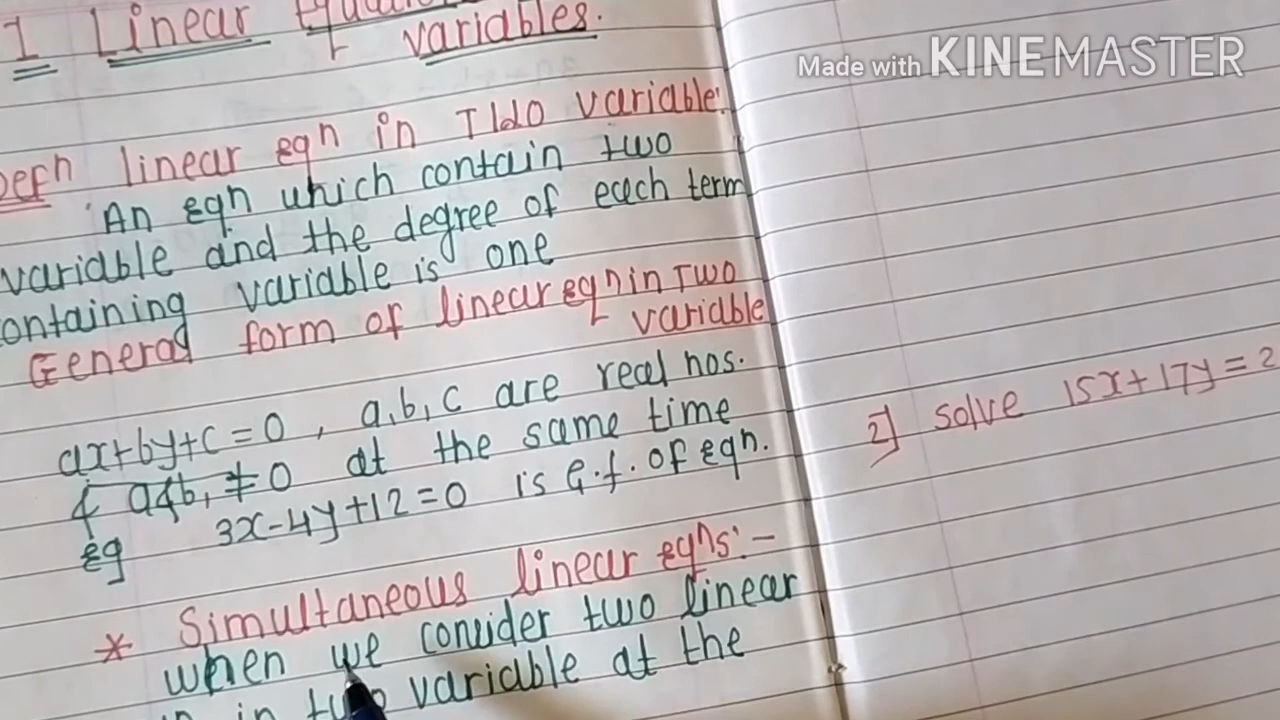 1 Linear
variables.
Made with KINEMASTER
Defn linear eqn in Two variable.
An eqn which contain two
variable and the degree of each term
containing variable is one
General form of linear eqn in Two
variable
ax+by+c=0, a,b,c are real nos.
& a&b, ≠0 at the same time
eg 3x-4y+12=0 is G.f. of eqn.
* Simultaneous linear eqns:-
when we conider two linear
in two variable at the
2] solve 15x+17y=2